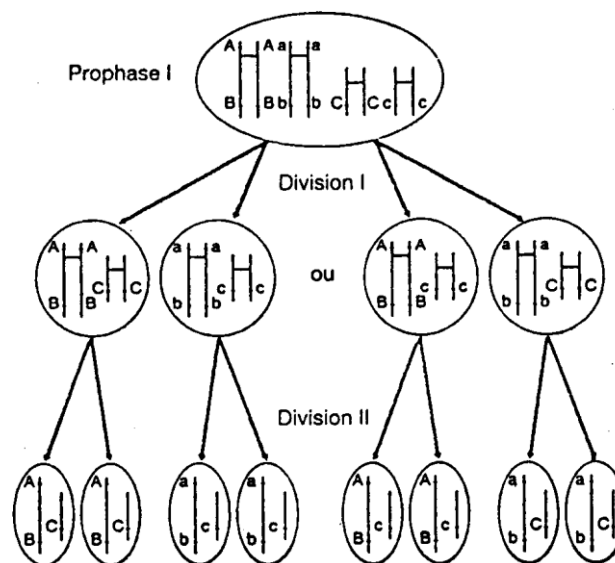 A A a a
Prophase I
B B b b C C c c
Division I
A A a a A A a a
C C c c ou c c C C
B B b b B B b b
Division II
A A a a A A a a
C C c c c c C C
B B b b B B b b